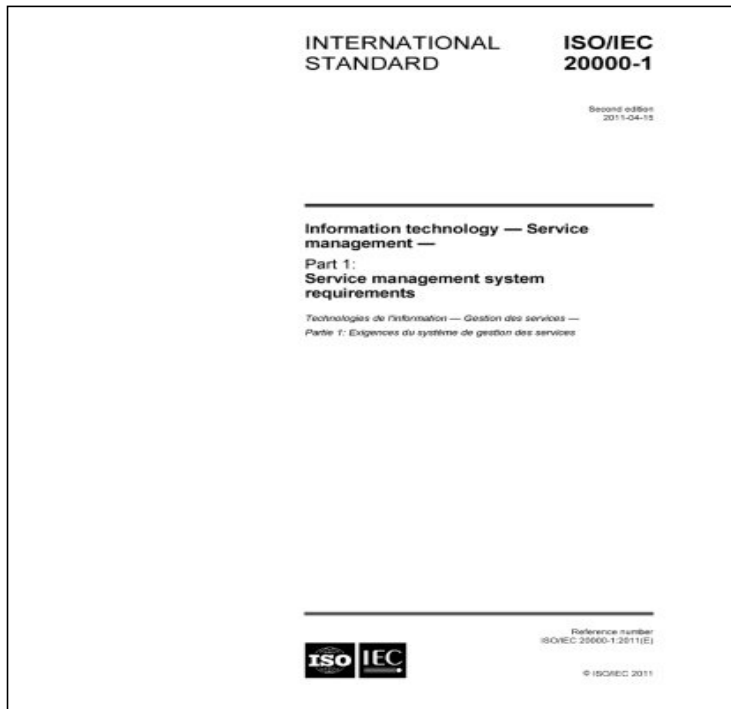 INTERNATIONAL
STANDARD
ISO/IEC
20000-1
Second edition
2011-04-15
Information technology — Service
management —
Part 1:
Service management system
requirements
Technologies de l'information — Gestion des services —
Partie 1: Exigences du système de gestion des services
Reference number
ISO/IEC 20000-1:2011(E)
ISO
IEC
© ISO/IEC 2011